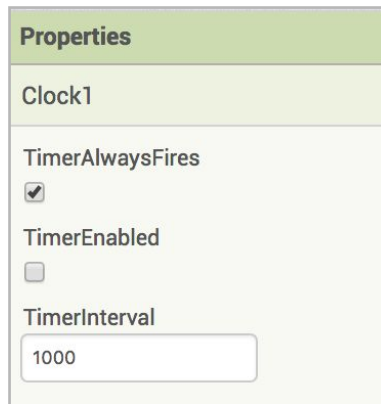 Properties
Clock1
TimerAlwaysFires
TimerEnabled
TimerInterval
1000